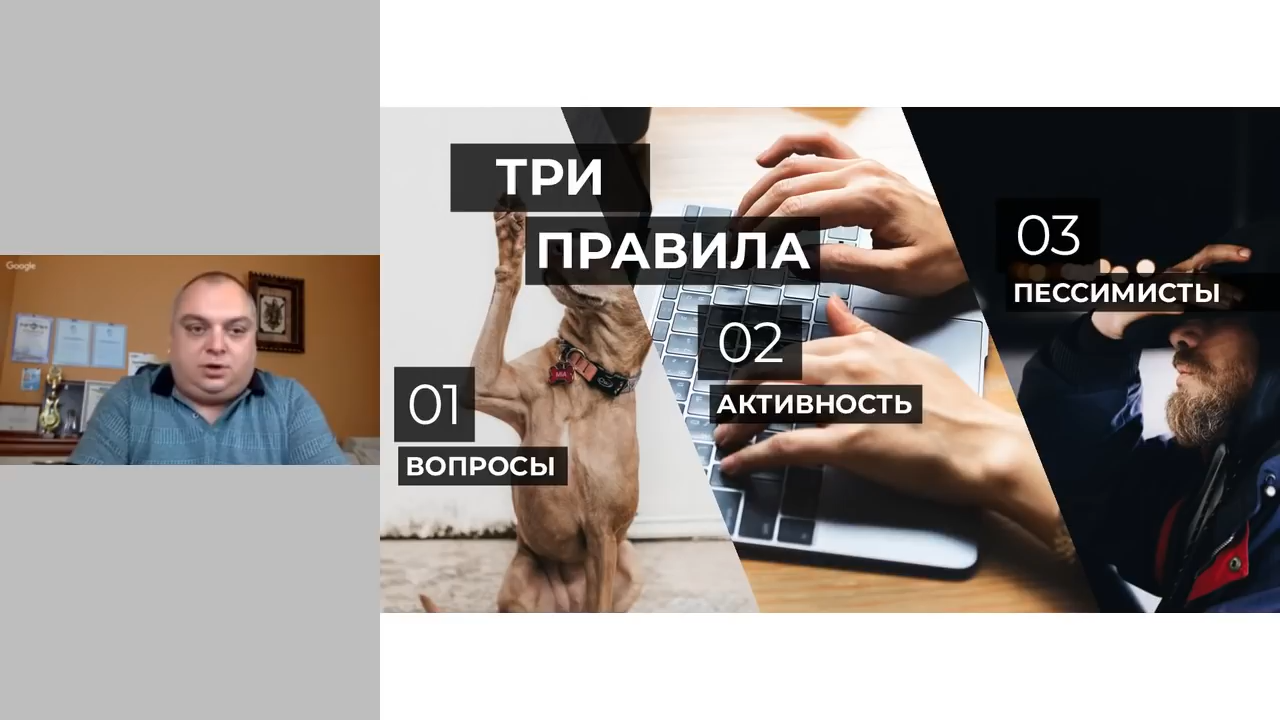 Google
ТРИ
ПРАВИЛА
01
ВОПРОСЫ
02
АКТИВНОСТЬ
03
ПЕССИМИСТЫ